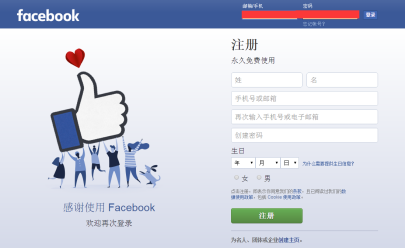 facebook
邮箱/手机
密码
登录
忘记帐号？
注册
永久免费使用
姓
名
手机号或邮箱
再次输入手机号或电子邮箱
创建密码
生日
年 月 日
为什么需要提供生日信息？
女 男
注册
感谢使用 Facebook
欢迎再次登录
为名人、团体或企业创建主页。